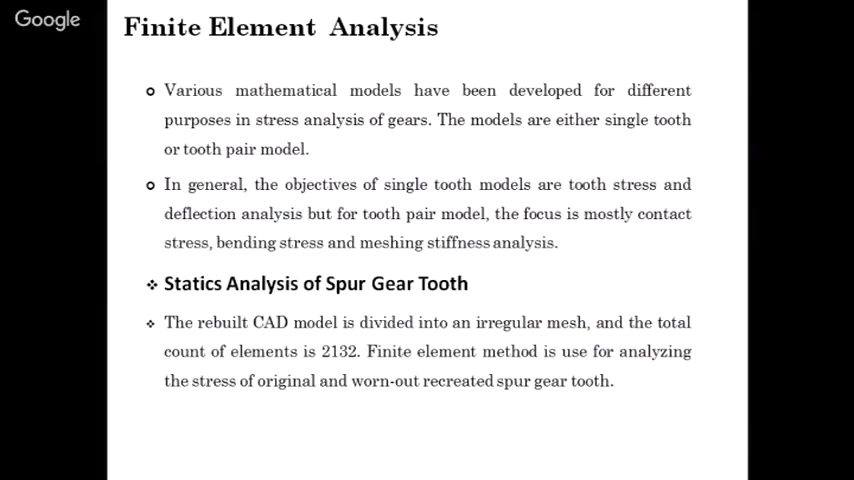 Google
Finite Element Analysis
Various mathematical models have been developed for different
purposes in stress analysis of gears. The models are either single tooth
or tooth pair model.
In general, the objectives of single tooth models are tooth stress and
deflection analysis but for tooth pair model, the focus is mostly contact
stress, bending stress and meshing stiffness analysis.
Statics Analysis of Spur Gear Tooth
The rebuilt CAD model is divided into an irregular mesh, and the total
count of elements is 2132. Finite element method is use for analyzing
the stress of original and worn-out recreated spur gear tooth.